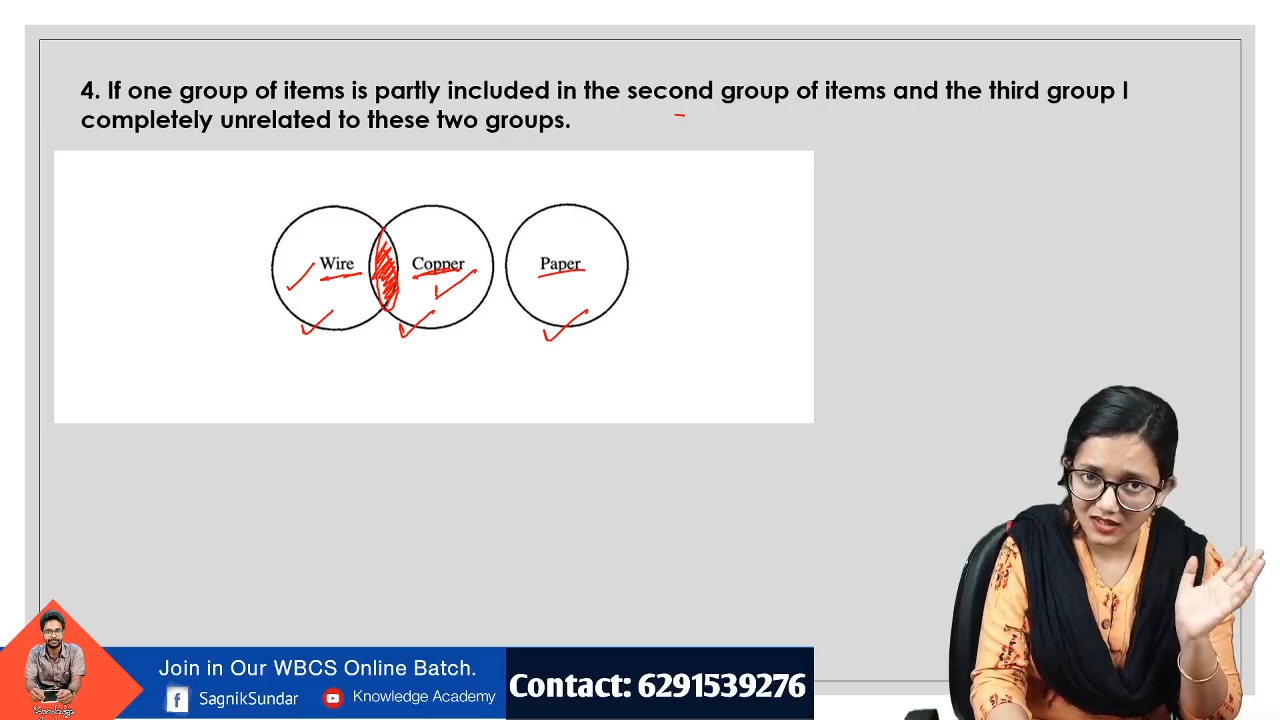 4. If one group of items is partly included in the second group of items and the third group I
completely unrelated to these two groups.
Wire
Copper
Paper
Join in Our WBCS Online Batch.
SagnikSundar
Knowledge Academy
Contact: 6291539276